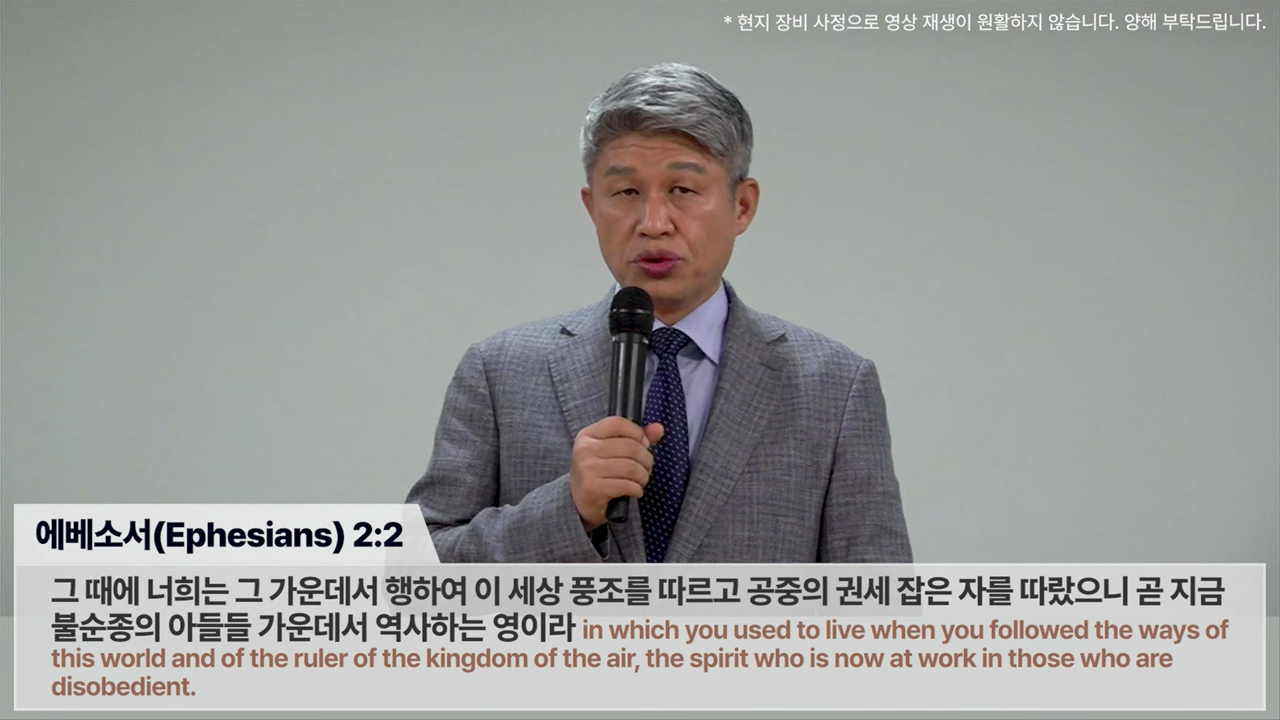 * 현지 장비 사정으로 영상 재생이 원활하지 않습니다. 양해 부탁드립니다.
에베소서(Ephesians) 2:2
그 때에 너희는 그 가운데서 행하여 이 세상 풍조를 따르고 공중의 권세 잡은 자를 따랐으니 곧 지금
불순종의 아들들 가운데서 역사하는 영이라 in which you used to live when you followed the ways of
this world and of the ruler of the kingdom of the air, the spirit who is now at work in those who are
disobedient.